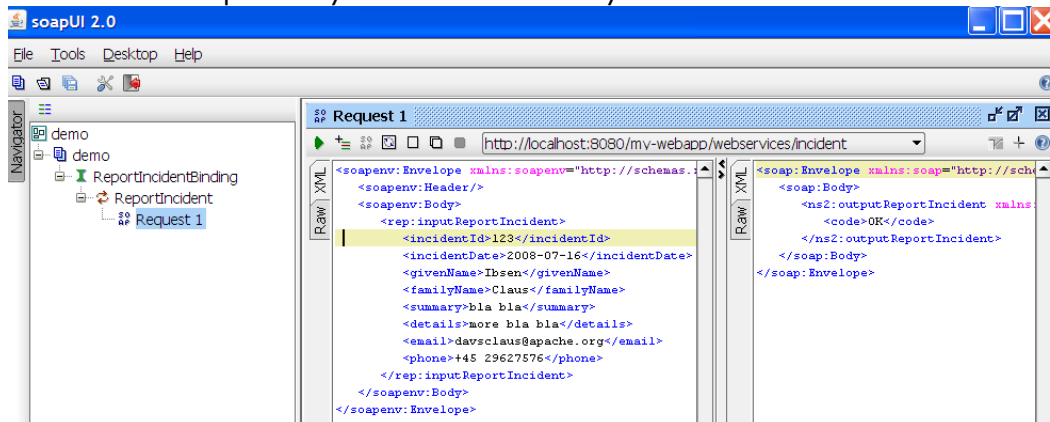 soapUI 2.0
File Tools Desktop Help
Navigator
demo
demo
ReportIncidentBinding
ReportIncident
Request 1
Request 1
http://localhost:8080/my-webapp/webservices/incident
XML
Raw
<soapenv:Envelope xmlns:soapenv="http://schemas.
<soapenv:Header/>
<soapenv:Body>
<rep:inputReportIncident>
<incidentId>123</incidentId>
<incidentDate>2008-07-16</incidentDate>
<givenName>Ibsen</givenName>
<familyName>Claus</familyName>
<summary>bla bla</summary>
<details>more bla bla</details>
<email>davsclaus@apache.org</email>
<phone>+45 29627576</phone>
</rep:inputReportIncident>
</soapenv:Body>
</soapenv:Envelope>
XML
Raw
<soap:Envelope xmlns:soap="http://sche
<soap:Body>
<ns2:outputReportIncident xmlns:
<code>OK</code>
</ns2:outputReportIncident>
</soap:Body>
</soap:Envelope>